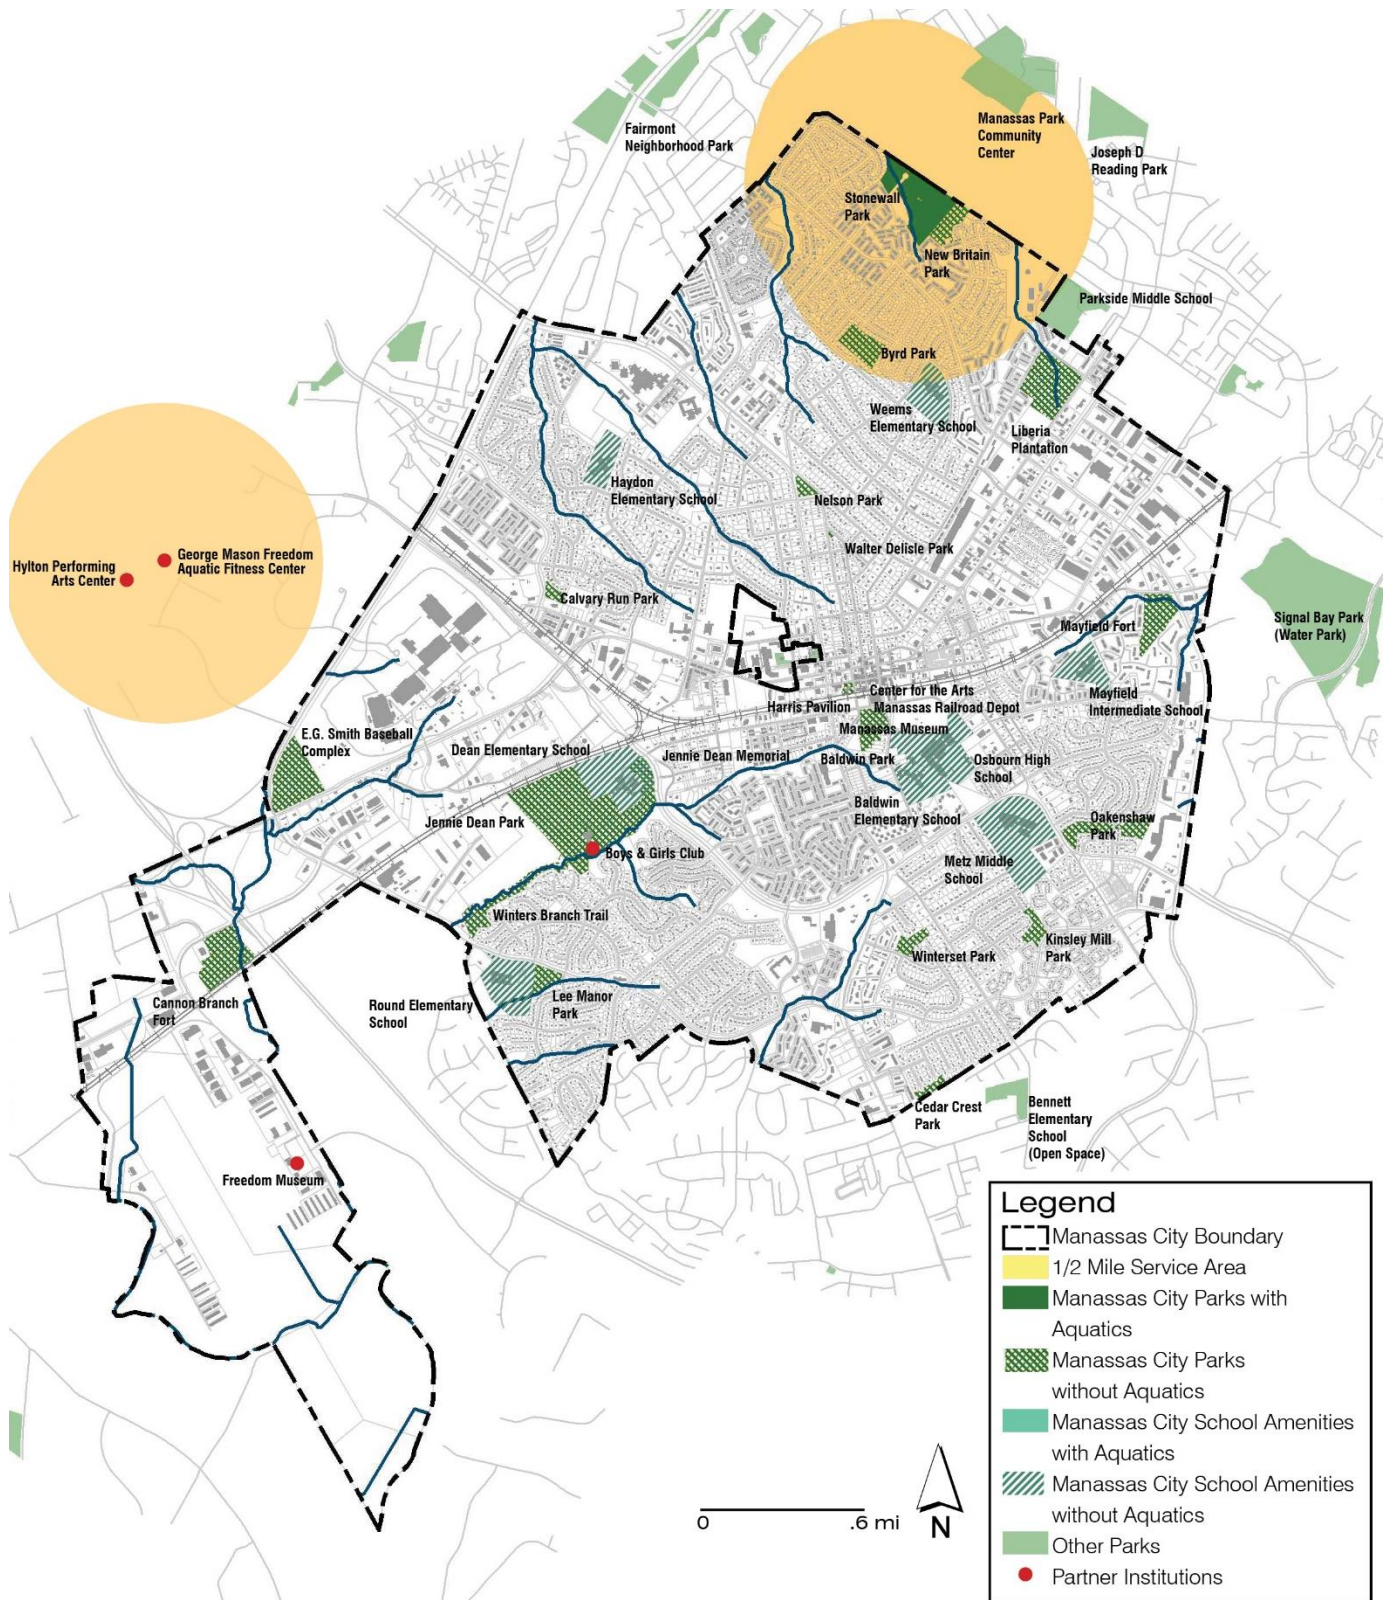 Fairmont
Neighborhood Park
Manassas Park
Community
Center
Joseph D
Reading Park
Stonewall
Park
New Britain
Park
Parkside Middle School
Byrd Park
Weems
Elementary School
Liberia
Plantation
Haydon
Elementary School
Nelson Park
Walter Delisle Park
Hylton Performing
Arts Center
George Mason Freedom
Aquatic Fitness Center
Calvary Run Park
Mayfield Fort
Signal Bay Park
(Water Park)
Mayfield
Intermediate School
Center for the Arts
Harris Pavilion
Manassas Railroad Depot
Manassas Museum
E.G. Smith Baseball
Complex
Dean Elementary School
Jennie Dean Memorial
Baldwin Park
Osbourn High
School
Baldwin
Elementary School
Jennie Dean Park
Oakenshaw
Park
Boys & Girls Club
Metz Middle
School
Winters Branch Trail
Kinsley Mill
Park
Winterset Park
Cannon Branch
Fort
Round Elementary
School
Lee Manor
Park
Cedar Crest
Park
Bennett
Elementary
School
(Open Space)
Freedom Museum
Legend
Manassas City Boundary
1/2 Mile Service Area
Manassas City Parks with
Aquatics
Manassas City Parks
without Aquatics
Manassas City School Amenities
with Aquatics
Manassas City School Amenities
without Aquatics
Other Parks
Partner Institutions
0 .6 mi
N